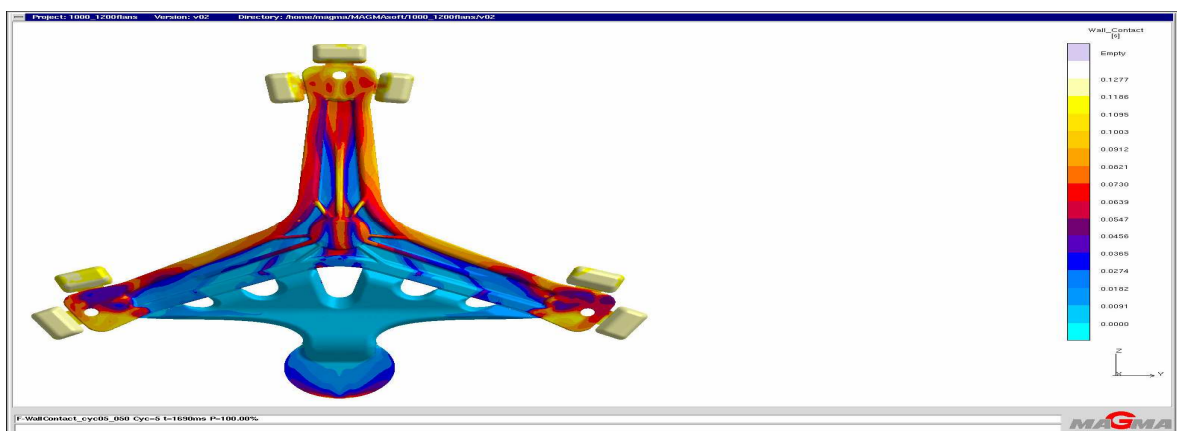 Project: 1000_1200flans Version: v02 Directory: /home/magma/MAGMAsoft/1000_1200flans/v02
Wall_Contact
[s]
Empty
0.1277
0.1186
0.1095
0.1003
0.0912
0.0821
0.0730
0.0639
0.0547
0.0456
0.0365
0.0274
0.0182
0.0091
0.0000
Z
X
Y
F-WallContact_cyc05_050 Cyc=5 t=1690ms P=100.00%
MAGMA